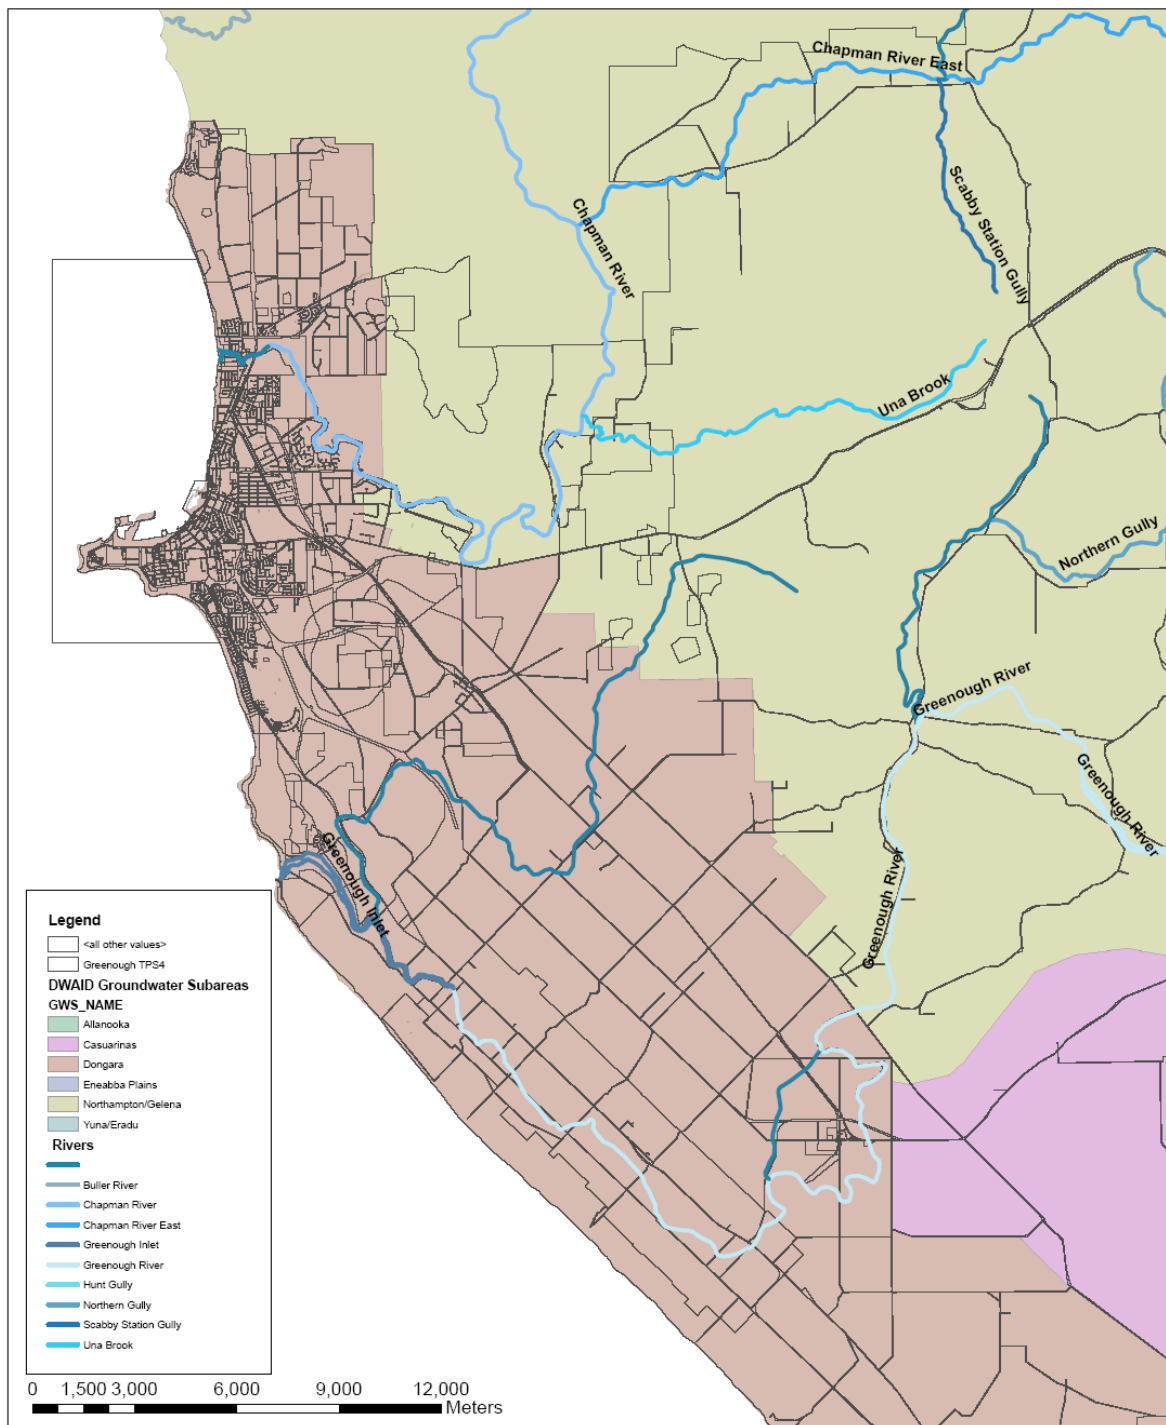 Chapman River East
Scabby Station Gully
Chapman River
Una Brook
Northern Gully
Greenough River
Greenough River
Greenough River
Greenough Inlet
Legend
<all other values>
Greenough TPS4
DWAID Groundwater Subareas
GWS_NAME
Allanooka
Casuarinas
Dongara
Eneabba Plains
Northampton/Gelena
Yuna/Eradu
Rivers
Buller River
Chapman River
Chapman River East
Greenough Inlet
Greenough River
Hunt Gully
Northern Gully
Scabby Station Gully
Una Brook
0 1,500 3,000 6,000 9,000 12,000
Meters